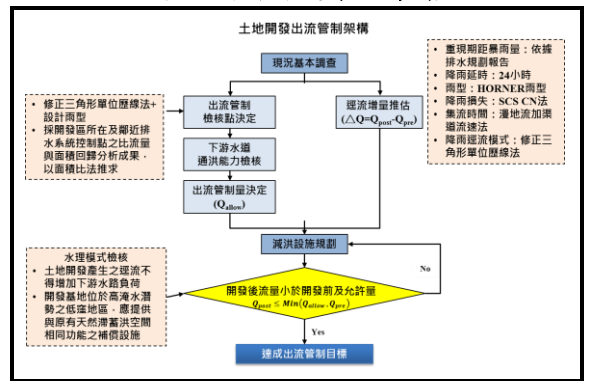 土地開發出流管制架構
現況基本調查
• 重現期距暴雨量：依據
排水規劃報告
• 降雨延時：24小時
• 雨型：HORNER雨型
• 降雨損失：SCS CN法
• 集流時間：漫地流加渠
道流速法
• 降雨逕流模式：修正三
角形單位歷線法
• 修正三角形單位歷線法+
設計雨型
• 採開發區所在及鄰近排
水系統控制點之比流量
與面積回歸分析成果，
以面積比法推求
出流管制
檢核點決定
逕流增量推估
(△Q=Qpost-Qpre)
下游水道
通洪能力檢核
出流管制量決定
(Qallow)
減洪設施規劃
水理模式檢核
• 土地開發產生之逕流不
得增加下游水路負荷
• 開發基地位於高淹水潛
勢之低窪地區，應提供
與原有天然滯蓄洪空間
相同功能之補償設施
No
開發後流量小於開發前及允許量
Qpost ≤ Min(Qallow, Qpre)
Yes
達成出流管制目標